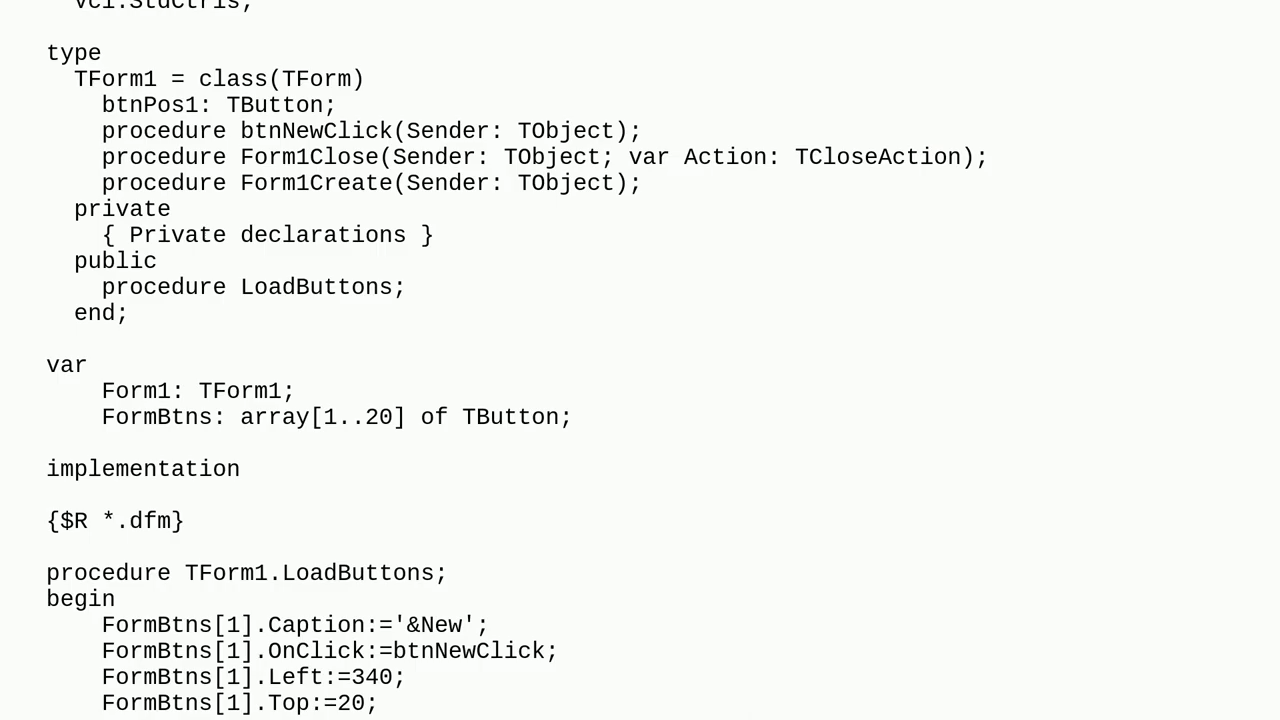 vcl.StdCtrls;
type
TForm1 = class(TForm)
btnPos1: TButton;
procedure btnNewClick(Sender: TObject);
procedure Form1Close(Sender: TObject; var Action: TCloseAction);
procedure Form1Create(Sender: TObject);
private
{ Private declarations }
public
procedure LoadButtons;
end;
var
Form1: TForm1;
FormBtns: array[1..20] of TButton;
implementation
{$R *.dfm}
procedure TForm1.LoadButtons;
begin
FormBtns[1].Caption:='&New';
FormBtns[1].OnClick:=btnNewClick;
FormBtns[1].Left:=340;
FormBtns[1].Top:=20;